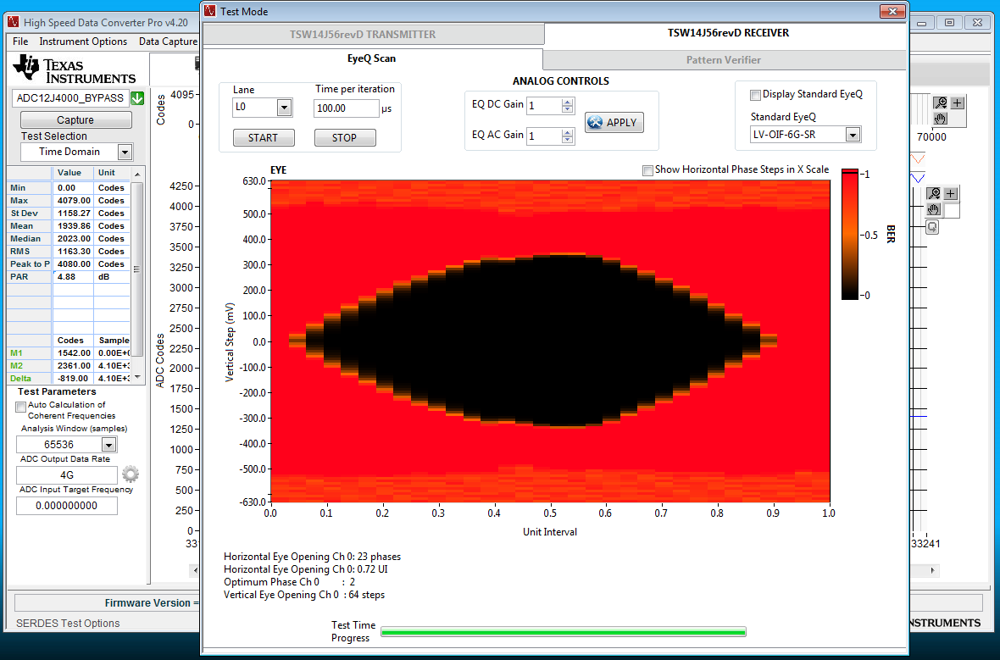 High Speed Data Converter Pro v4.20
File Instrument Options Data Capture
TEXAS
INSTRUMENTS
ADC12J4000_BYPASS
Capture
Test Selection
Time Domain
Value Unit
Min 0.00 Codes
Max 4079.00 Codes
St Dev 1158.27 Codes
Mean 1939.86 Codes
Median 2023.00 Codes
RMS 1163.30 Codes
Peak to P 4080.00 Codes
PAR 4.88 dB
Codes Sample
M1 1542.00 0.00E+0
M2 2361.00 4.10E+3
Delta -819.00 4.10E+3
Test Parameters
Auto Calculation of
Coherent Frequencies
Analysis Window (samples)
65536
ADC Output Data Rate
4G
ADC Input Target Frequency
0.000000000
Firmware Version =
SERDES Test Options
Codes
4095
0
ADC Codes
4250
4000
3750
3500
3250
3000
2750
2500
2250
2000
1750
1500
1250
1000
750
500
250
0
331
Test Mode
TSW14J56revD TRANSMITTER
TSW14J56revD RECEIVER
EyeQ Scan
Pattern Verifier
Lane
L0
Time per iteration
100.00 µs
START
STOP
ANALOG CONTROLS
EQ DC Gain 1
EQ AC Gain 1
APPLY
Display Standard EyeQ
Standard EyeQ
LV-OIF-6G-SR
EYE
Show Horizontal Phase Steps in X Scale
Vertical Step (mV)
630.0
500.0
400.0
300.0
200.0
100.0
0.0
-100.0
-200.0
-300.0
-400.0
-500.0
-630.0
0.0 0.1 0.2 0.3 0.4 0.5 0.6 0.7 0.8 0.9 1.0
Unit Interval
1
0.5
0
BER
Horizontal Eye Opening Ch 0: 23 phases
Horizontal Eye Opening Ch 0: 0.72 UI
Optimum Phase Ch 0 : 2
Vertical Eye Opening Ch 0 : 64 steps
Test Time
Progress
70000
33241
NSTRUMENTS